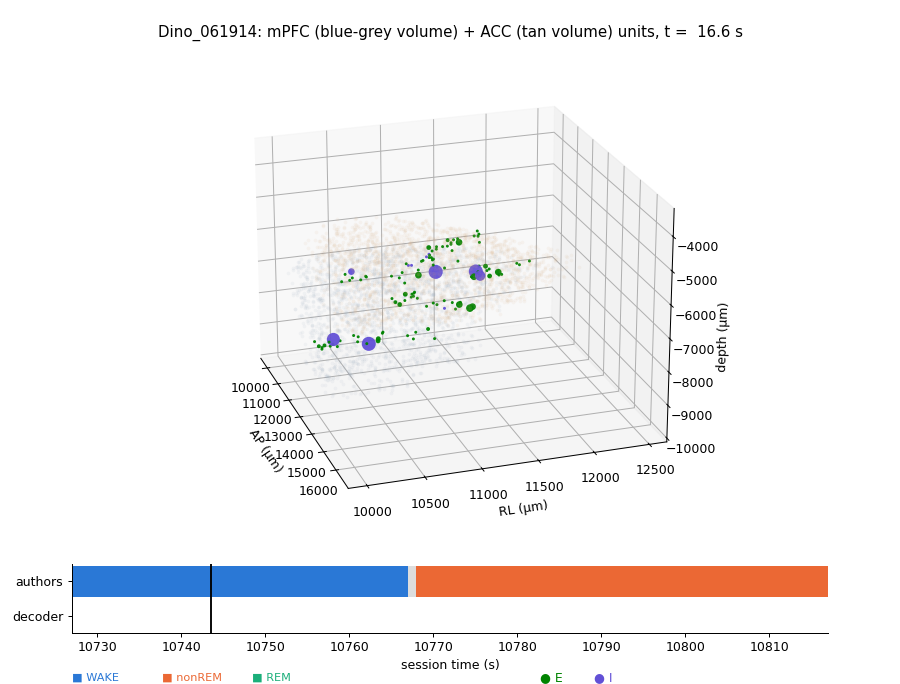 Dino_061914: mPFC (blue-grey volume) + ACC (tan volume) units, t =  16.6 s
−4000
−5000
−6000
−7000
−8000
−9000
−10000
depth (μm)
10000
11000
12000
13000
14000
15000
16000
AP (μm)
10000
10500
11000
11500
12000
12500
RL (μm)
authors
decoder
10730
10740
10750
10760
10770
10780
10790
10800
10810
session time (s)
WAKE
nonREM
REM
E
I